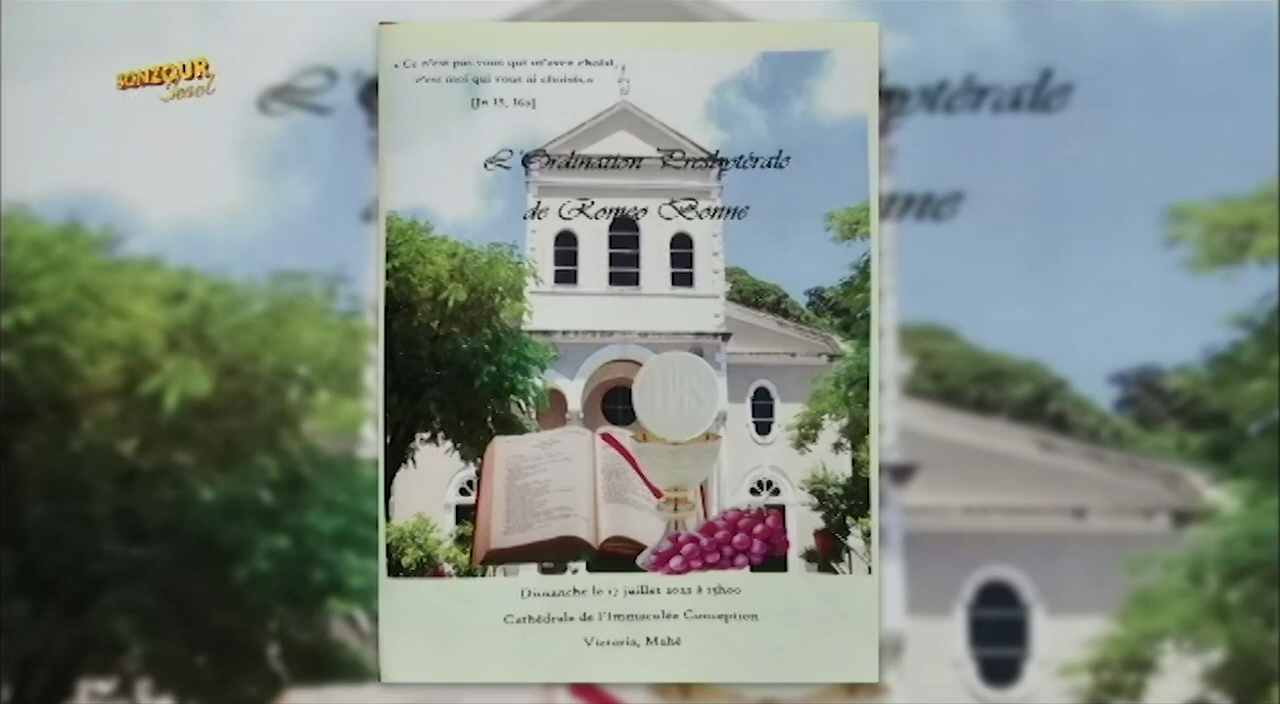 BONZOUR
Sesel
« Ce n'est pas vous qui m'avez choisi,
c'est moi qui vous ai choisis.»
[Jn 15, 16a]
L'Ordination Presbytérale
de Romeo Bonne
IHS
Dimanche le 17 juillet 2022 à 15h00
Cathédrale de l'Immaculée Conception
Victoria, Mahé